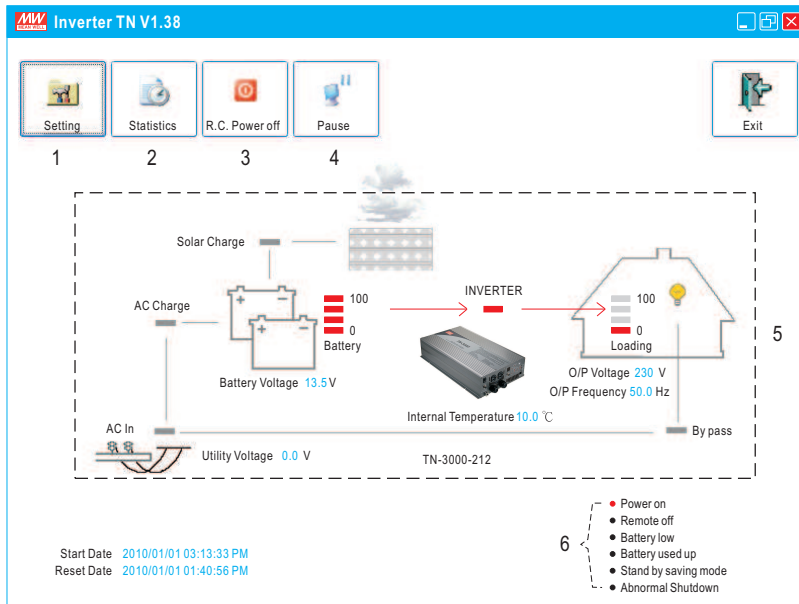 MW
MEAN WELL
Inverter TN V1.38
Setting
Statistics
R.C. Power off
Pause
Exit
1
2
3
4
Solar Charge
AC Charge
+ −
+ −
100
0
Battery
INVERTER
100
0
Loading
5
Battery Voltage 13.5 V
O/P Voltage 230 V
O/P Frequency 50.0 Hz
Internal Temperature 10.0 ℃
AC In
By pass
Utility Voltage 0.0 V
TN-3000-212
6
Power on
Remote off
Battery low
Battery used up
Stand by saving mode
Abnormal Shutdown
Start Date 2010/01/01 03:13:33 PM
Reset Date 2010/01/01 01:40:56 PM